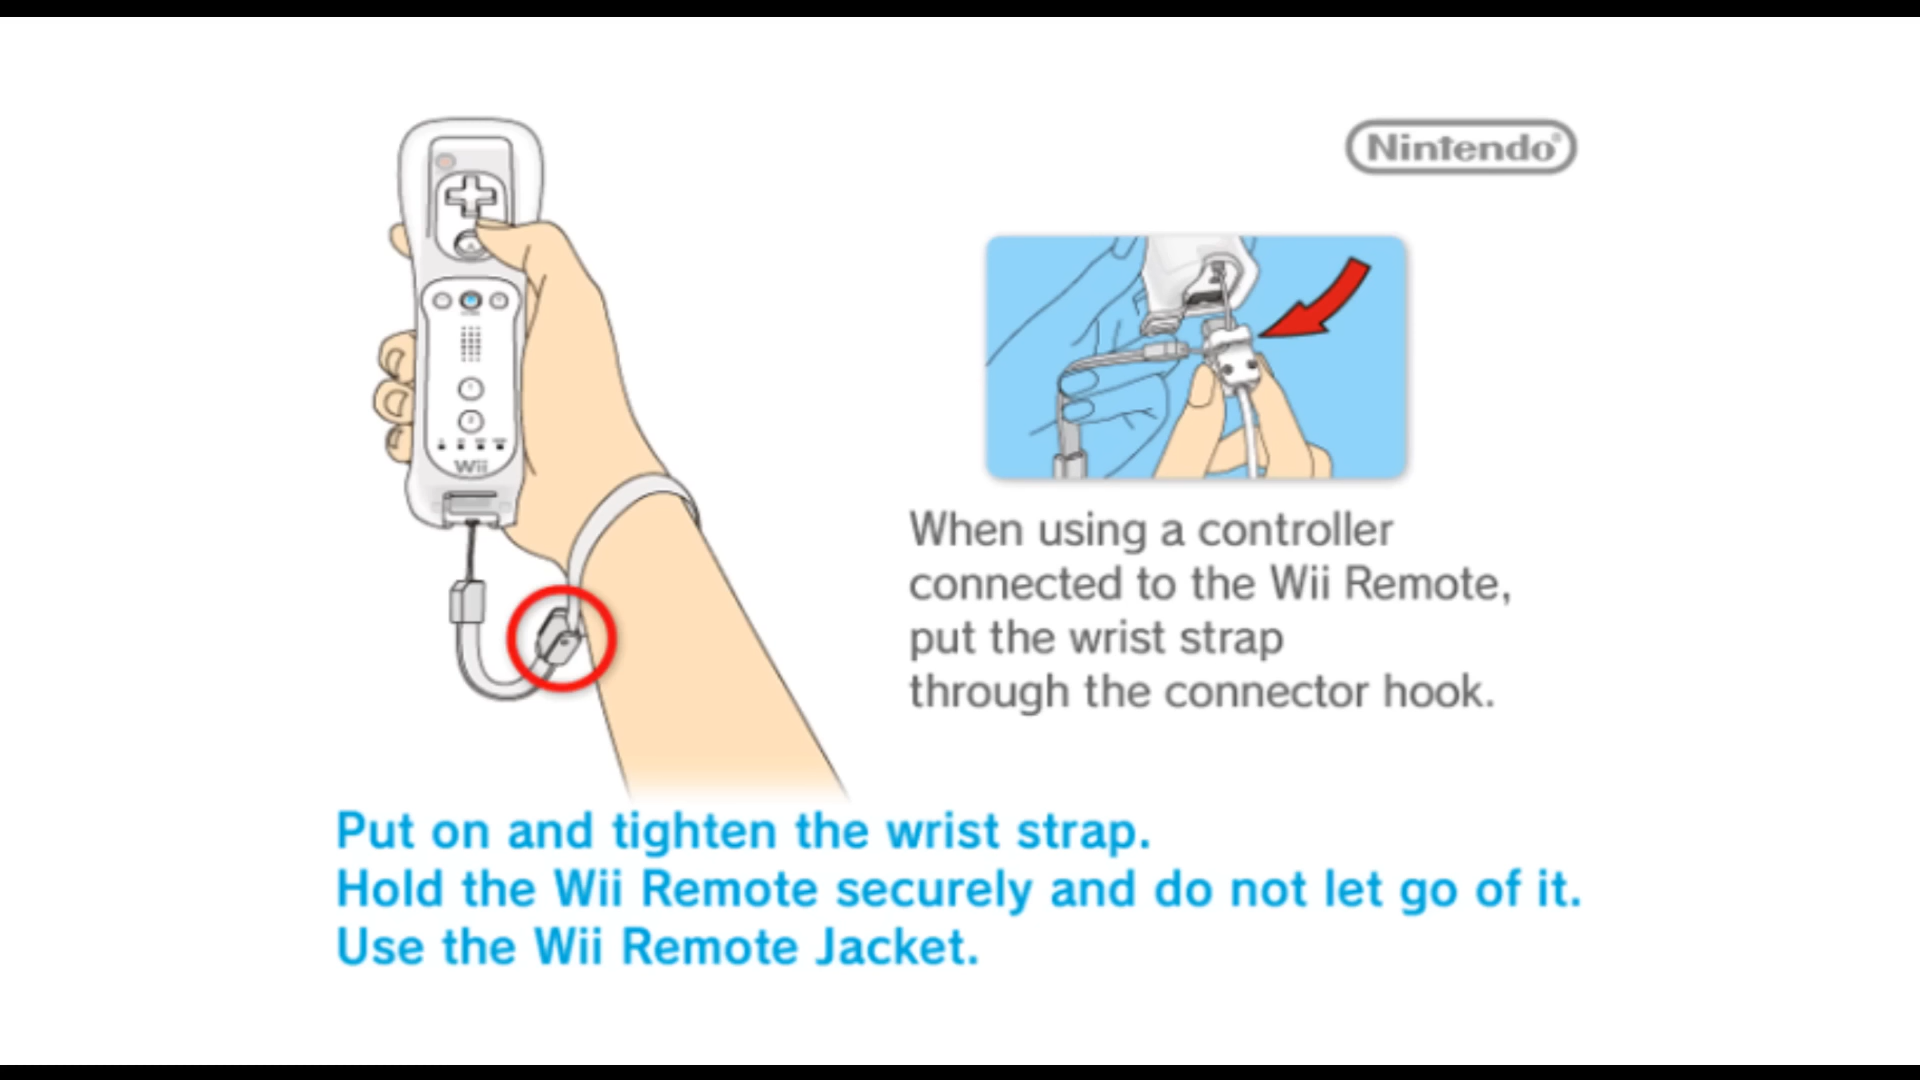 Nintendo®
When using a controller
connected to the Wii Remote,
put the wrist strap
through the connector hook.
Wii
Put on and tighten the wrist strap.
Hold the Wii Remote securely and do not let go of it.
Use the Wii Remote Jacket.